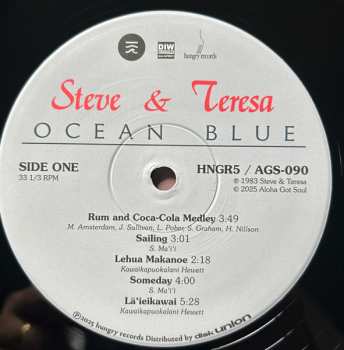 DIW
hungry records
Steve & Teresa
OCEAN BLUE
SIDE ONE
33 1/3 RPM
HNGR5 / AGS-090
℗ 1983 Steve & Teresa
© 2025 Aloha Got Soul
Rum and Coca-Cola Medley 3:49
M. Amsterdam, J. Sullivan, L. Pober, S. Graham, H. Nillson
Sailing 3:01
S. Ma'i'i
Lehua Makanoe 2:18
Kauaikapuokalani Hewett
Someday 4:00
S. Ma'i'i
Lā'ieikawai 5:28
Kauaikapuokalani Hewett
℗©2025 hungry records Distributed by disk union